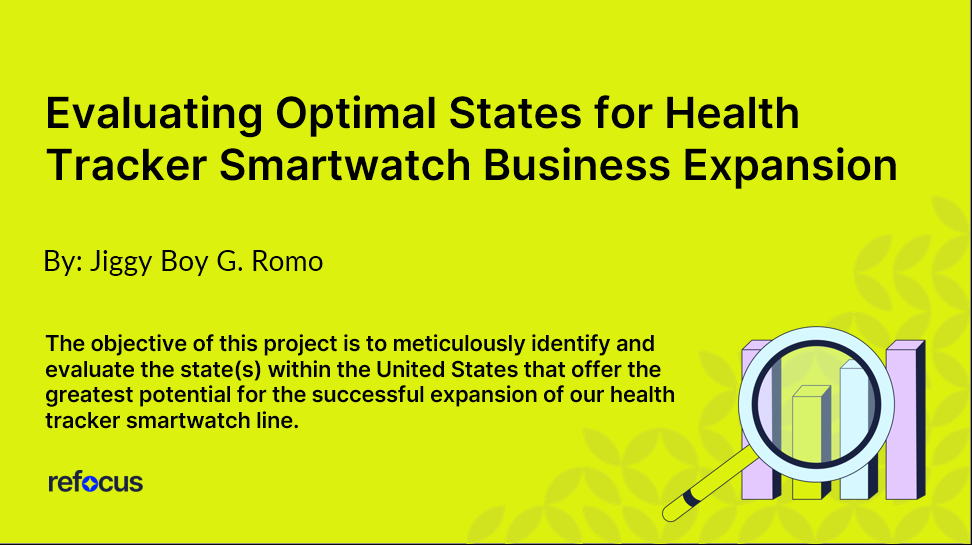 Evaluating Optimal States for Health
Tracker Smartwatch Business Expansion
By: Jiggy Boy G. Romo
The objective of this project is to meticulously identify and
evaluate the state(s) within the United States that offer the
greatest potential for the successful expansion of our health
tracker smartwatch line.
refocus